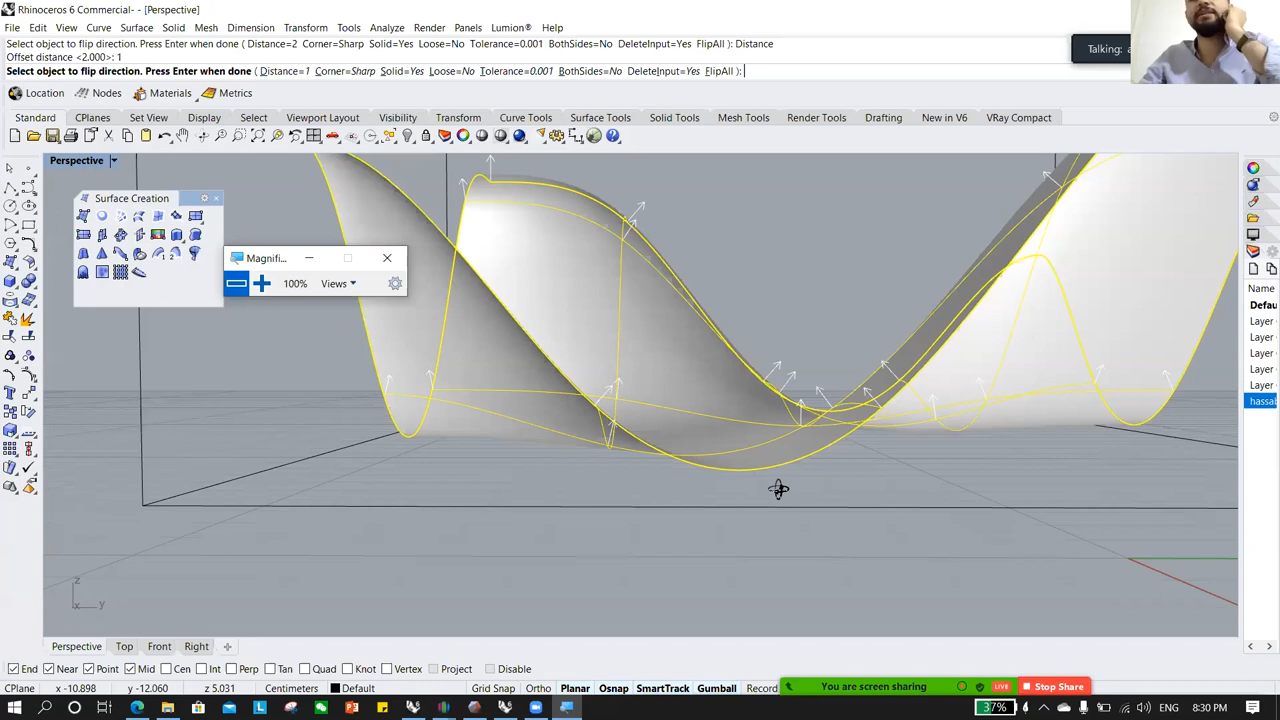 Rhinoceros 6 Commercial- - [Perspective]
File Edit View Curve Surface Solid Mesh Dimension Transform Tools Analyze Render Panels Lumion® Help
Select object to flip direction. Press Enter when done ( Distance=2 Corner=Sharp Solid=Yes Loose=No Tolerance=0.001 BothSides=No DeleteInput=Yes FlipAll ): Distance
Talking: a
Offset distance <2.000>: 1
Select object to flip direction. Press Enter when done ( Distance=1 Corner=Sharp Solid=Yes Loose=No Tolerance=0.001 BothSides=No DeleteInput=Yes FlipAll ):
Location Nodes Materials Metrics
Standard CPlanes Set View Display Select Viewport Layout Visibility Transform Curve Tools Surface Tools Solid Tools Mesh Tools Render Tools Drafting New in V6 VRay Compact
Perspective
Surface Creation
Magnifi...
100% Views
Name
Defau
Layer
Layer
Layer
Layer
Layer
hassab
z
x y
Perspective Top Front Right
End Near Point Mid Cen Int Perp Tan Quad Knot Vertex Project Disable
CPlane x -10.898 y -12.060 z 5.031 Centimeters Default Grid Snap Ortho Planar Osnap SmartTrack Gumball Record
You are screen sharing LIVE Stop Share
37% ENG 8:30 PM